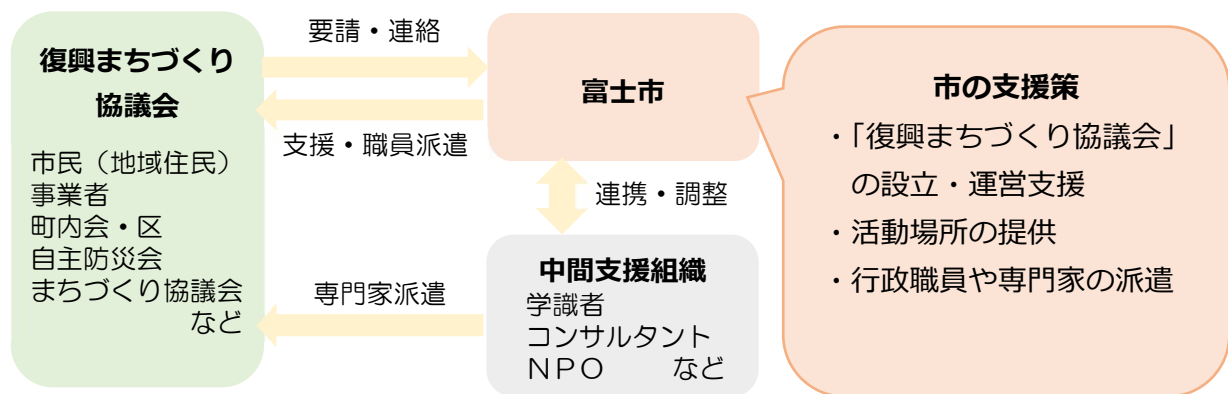 復興まちづくり
協議会
市民（地域住民）
事業者
町内会・区
自主防災会
まちづくり協議会
など
要請・連絡
支援・職員派遣
専門家派遣
富士市
連携・調整
中間支援組織
学識者
コンサルタント
ＮＰＯ　　など
市の支援策
・「復興まちづくり協議会」
の設立・運営支援
・活動場所の提供
・行政職員や専門家の派遣